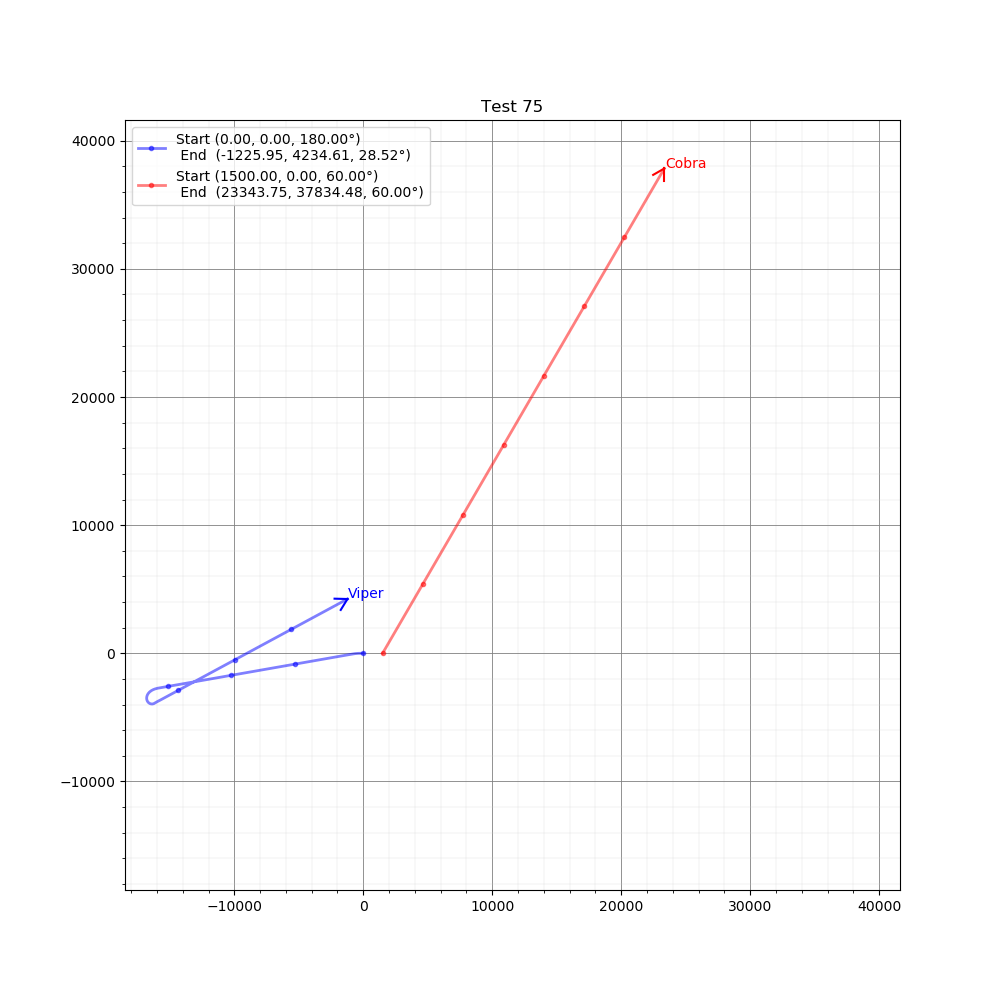 Test 75
Start (0.00, 0.00, 180.00°)
End (-1225.95, 4234.61, 28.52°)
Start (1500.00, 0.00, 60.00°)
End (23343.75, 37834.48, 60.00°)
40000
30000
20000
10000
0
−10000
Cobra
Viper
−10000
0
10000
20000
30000
40000